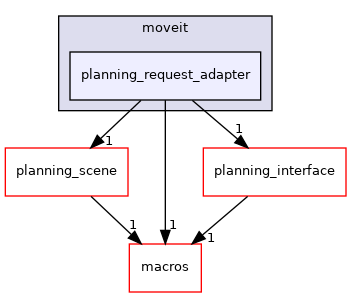 moveit
planning_request_adapter
1
1
planning_scene
planning_interface
1
1
1
macros